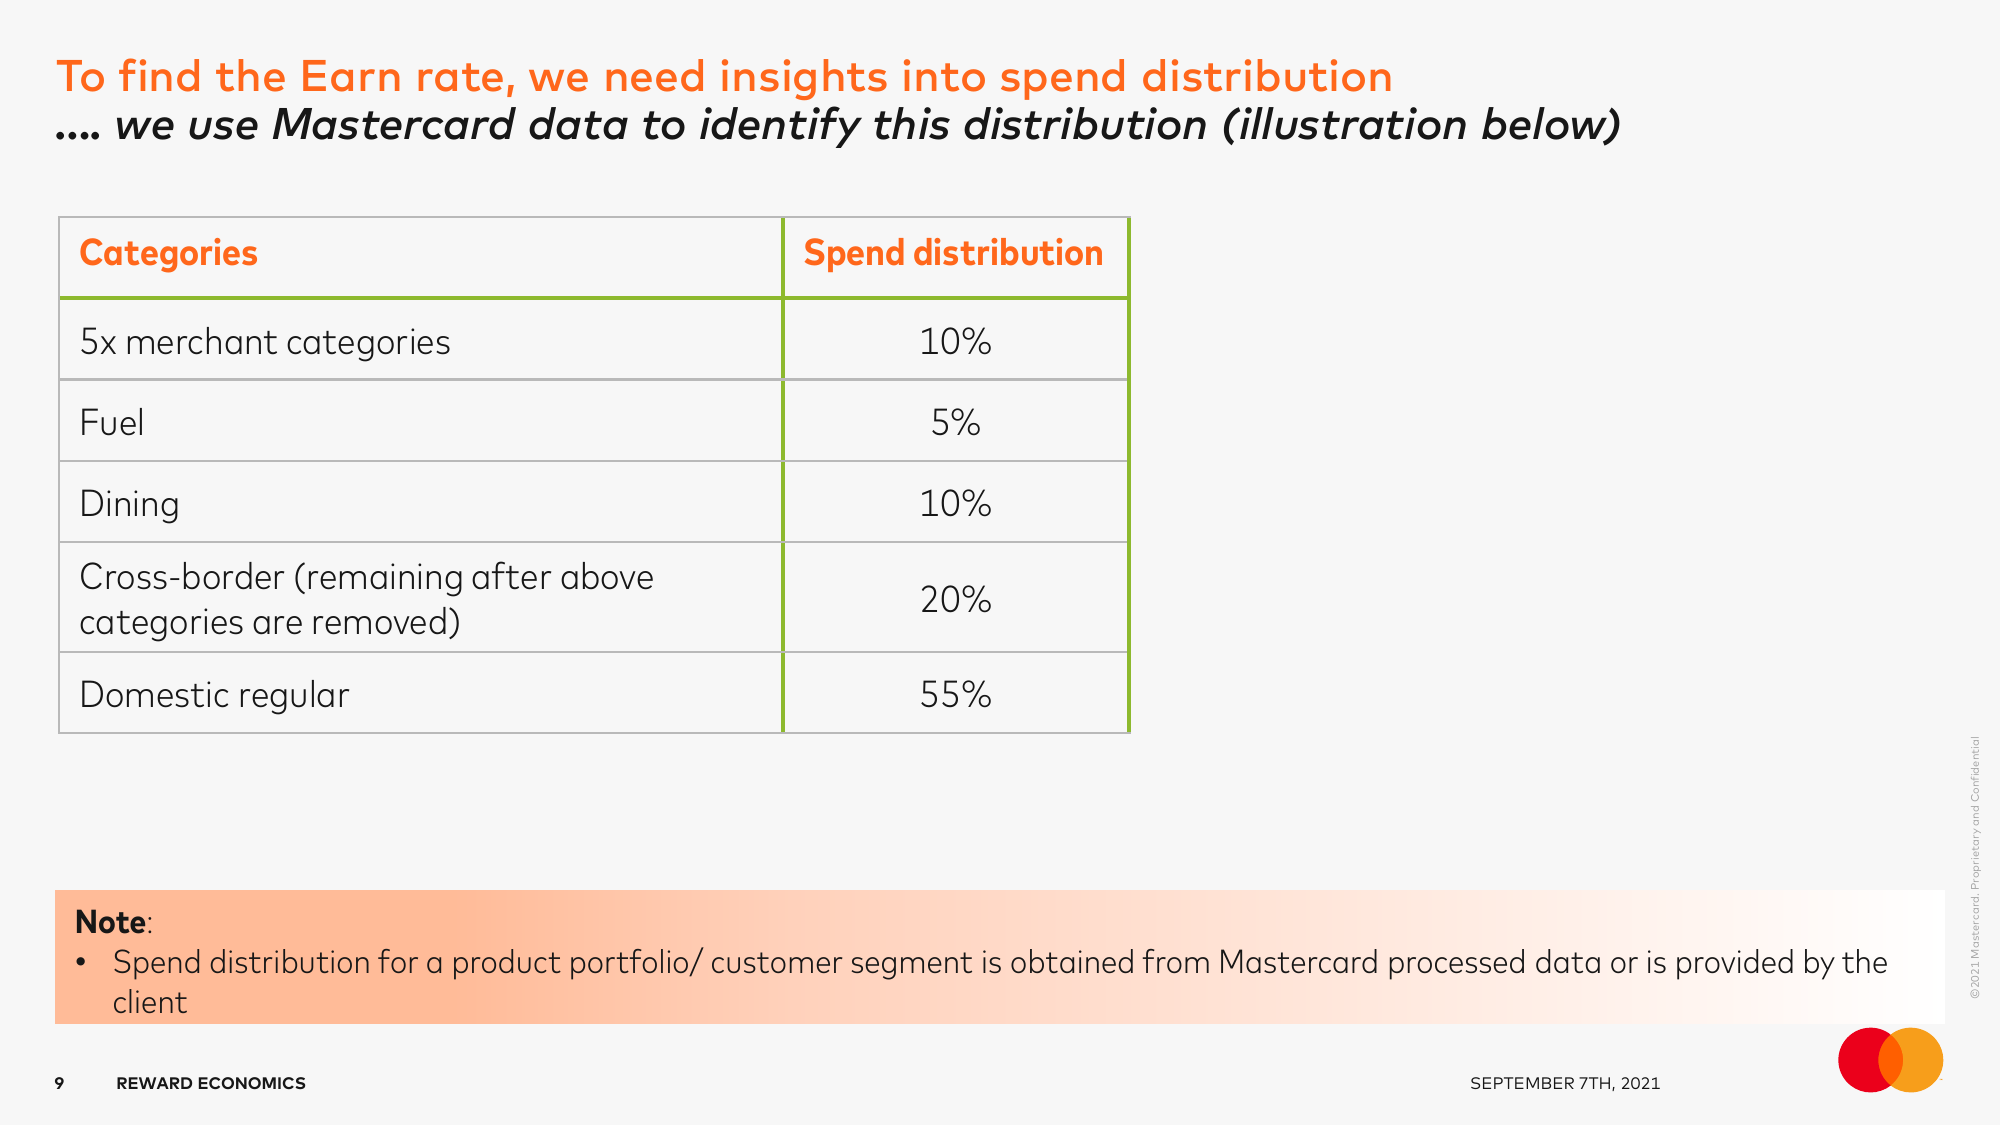 To find the Earn rate, we need insights into spend distribution
.... we use Mastercard data to identify this distribution (illustration below)
Categories
Spend distribution
5x merchant categories
10%
Fuel
5%
Dining
10%
Cross-border (remaining after above
categories are removed)
20%
Domestic regular
55%
Note:
• Spend distribution for a product portfolio/ customer segment is obtained from Mastercard processed data or is provided by the
client
©2021 Mastercard. Proprietary and Confidential
9
REWARD ECONOMICS
SEPTEMBER 7TH, 2021